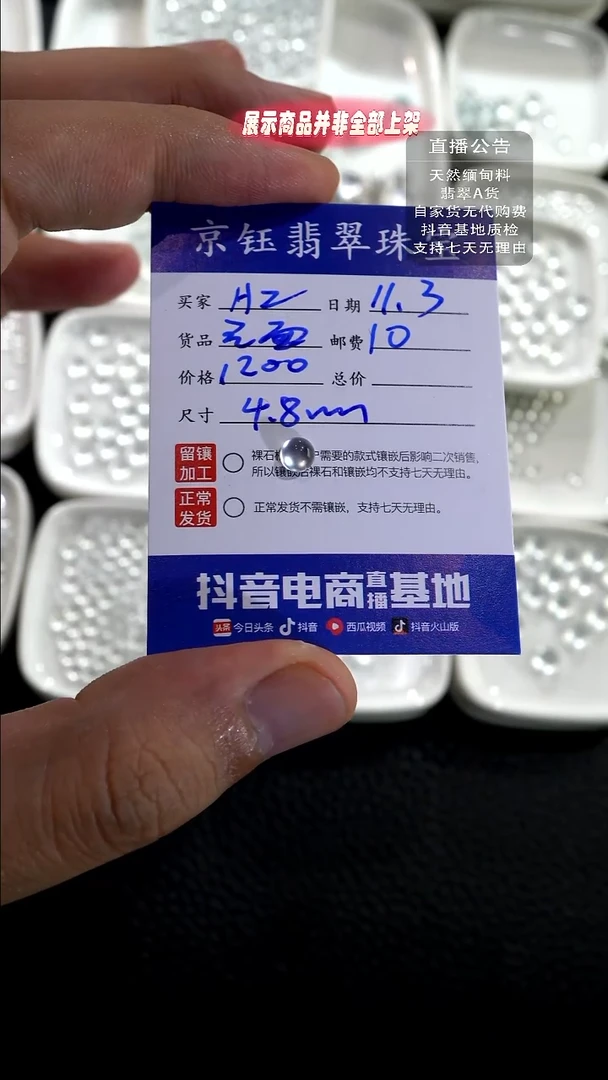 展示商品并非全部上架
直播公告
天然缅甸料
翡翠A货
自家货无代购费
抖音基地质检
支持七天无理由
京钰翡翠珠宝
买家 HZ 日期 11.3
货品 邮费 10
价格 1200 总价
尺寸 4.8mm
留镶加工
裸石 需要的款式镶嵌后影响二次销售,
所以镶嵌后裸石和镶嵌均不支持七天无理由。
正常发货
正常发货不需镶嵌，支持七天无理由。
抖音电商直播基地
头条 今日头条 抖音 西瓜视频 抖音火山版